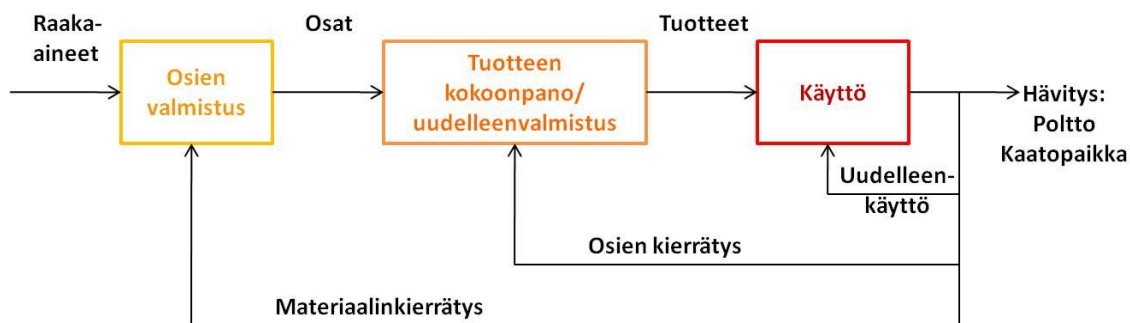 Raaka-
aineet
Osat
Tuotteet
Osien
valmistus
Tuotteen
kokoonpano/
uudelleenvalmistus
Käyttö
Hävitys:
Poltto
Kaatopaikka
Uudelleen-
käyttö
Osien kierrätys
Materiaalinkierrätys